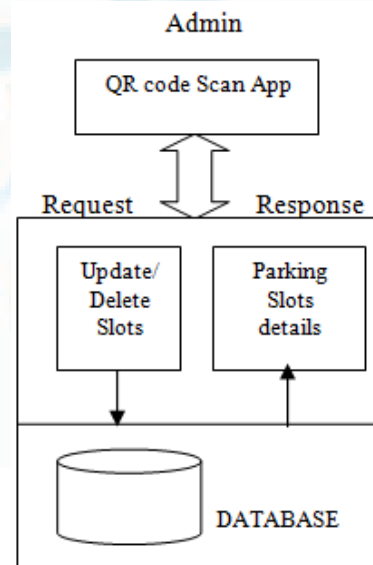 Admin
QR code Scan App
Request
Response
Update/
Delete
Slots
Parking
Slots
details
DATABASE